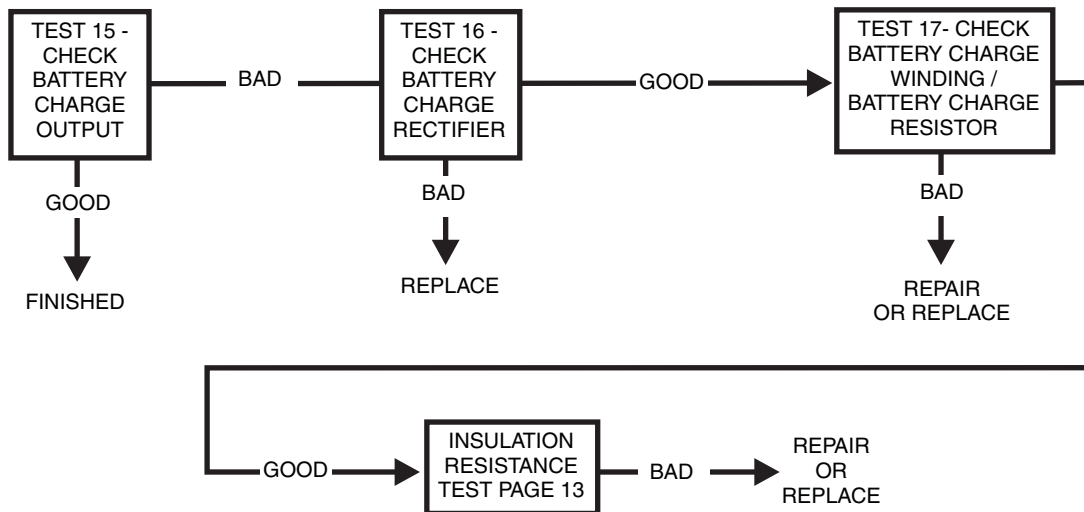 TEST 15 -
CHECK
BATTERY
CHARGE
OUTPUT
BAD
TEST 16 -
CHECK
BATTERY
CHARGE
RECTIFIER
GOOD
TEST 17- CHECK
BATTERY CHARGE
WINDING /
BATTERY CHARGE
RESISTOR
GOOD
FINISHED
BAD
REPLACE
BAD
REPAIR
OR REPLACE
GOOD
INSULATION
RESISTANCE
TEST PAGE 13
BAD
REPAIR
OR
REPLACE